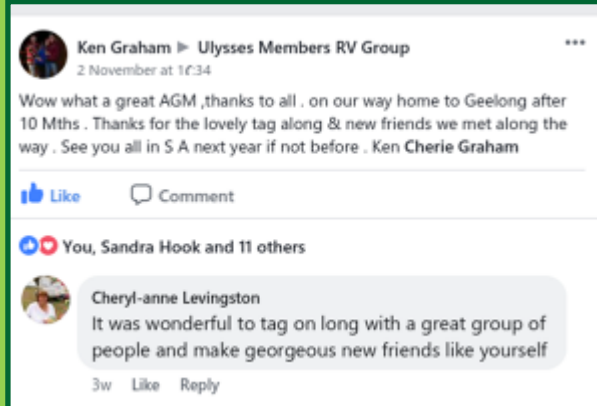 Ken Graham ▶ Ulysses Members RV Group
2 November at 16:34
Wow what a great AGM ,thanks to all . on our way home to Geelong after
10 Mths . Thanks for the lovely tag along & new friends we met along the
way . See you all in S A next year if not before . Ken Cherie Graham
Like Comment
You, Sandra Hook and 11 others
Cheryl-anne Levingston
It was wonderful to tag on long with a great group of
people and make georgeous new friends like yourself
3w Like Reply